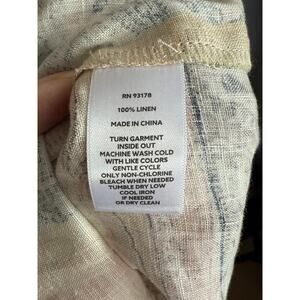 RN 93178
100% LINEN
MADE IN CHINA
TURN GARMENT
INSIDE OUT
MACHINE WASH COLD
WITH LIKE COLORS
GENTLE CYCLE
ONLY NON-CHLORINE
BLEACH WHEN NEEDED
TUMBLE DRY LOW
COOL IRON
IF NEEDED
OR DRY CLEAN